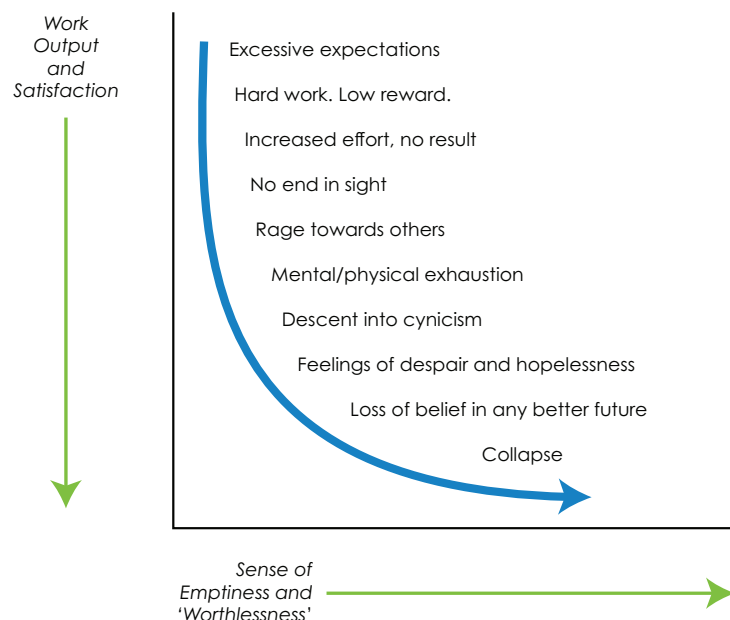 Work
Output
and
Satisfaction
Excessive expectations
Hard work. Low reward.
Increased effort, no result
No end in sight
Rage towards others
Mental/physical exhaustion
Descent into cynicism
Feelings of despair and hopelessness
Loss of belief in any better future
Collapse
Sense of
Emptiness and
‘Worthlessness’